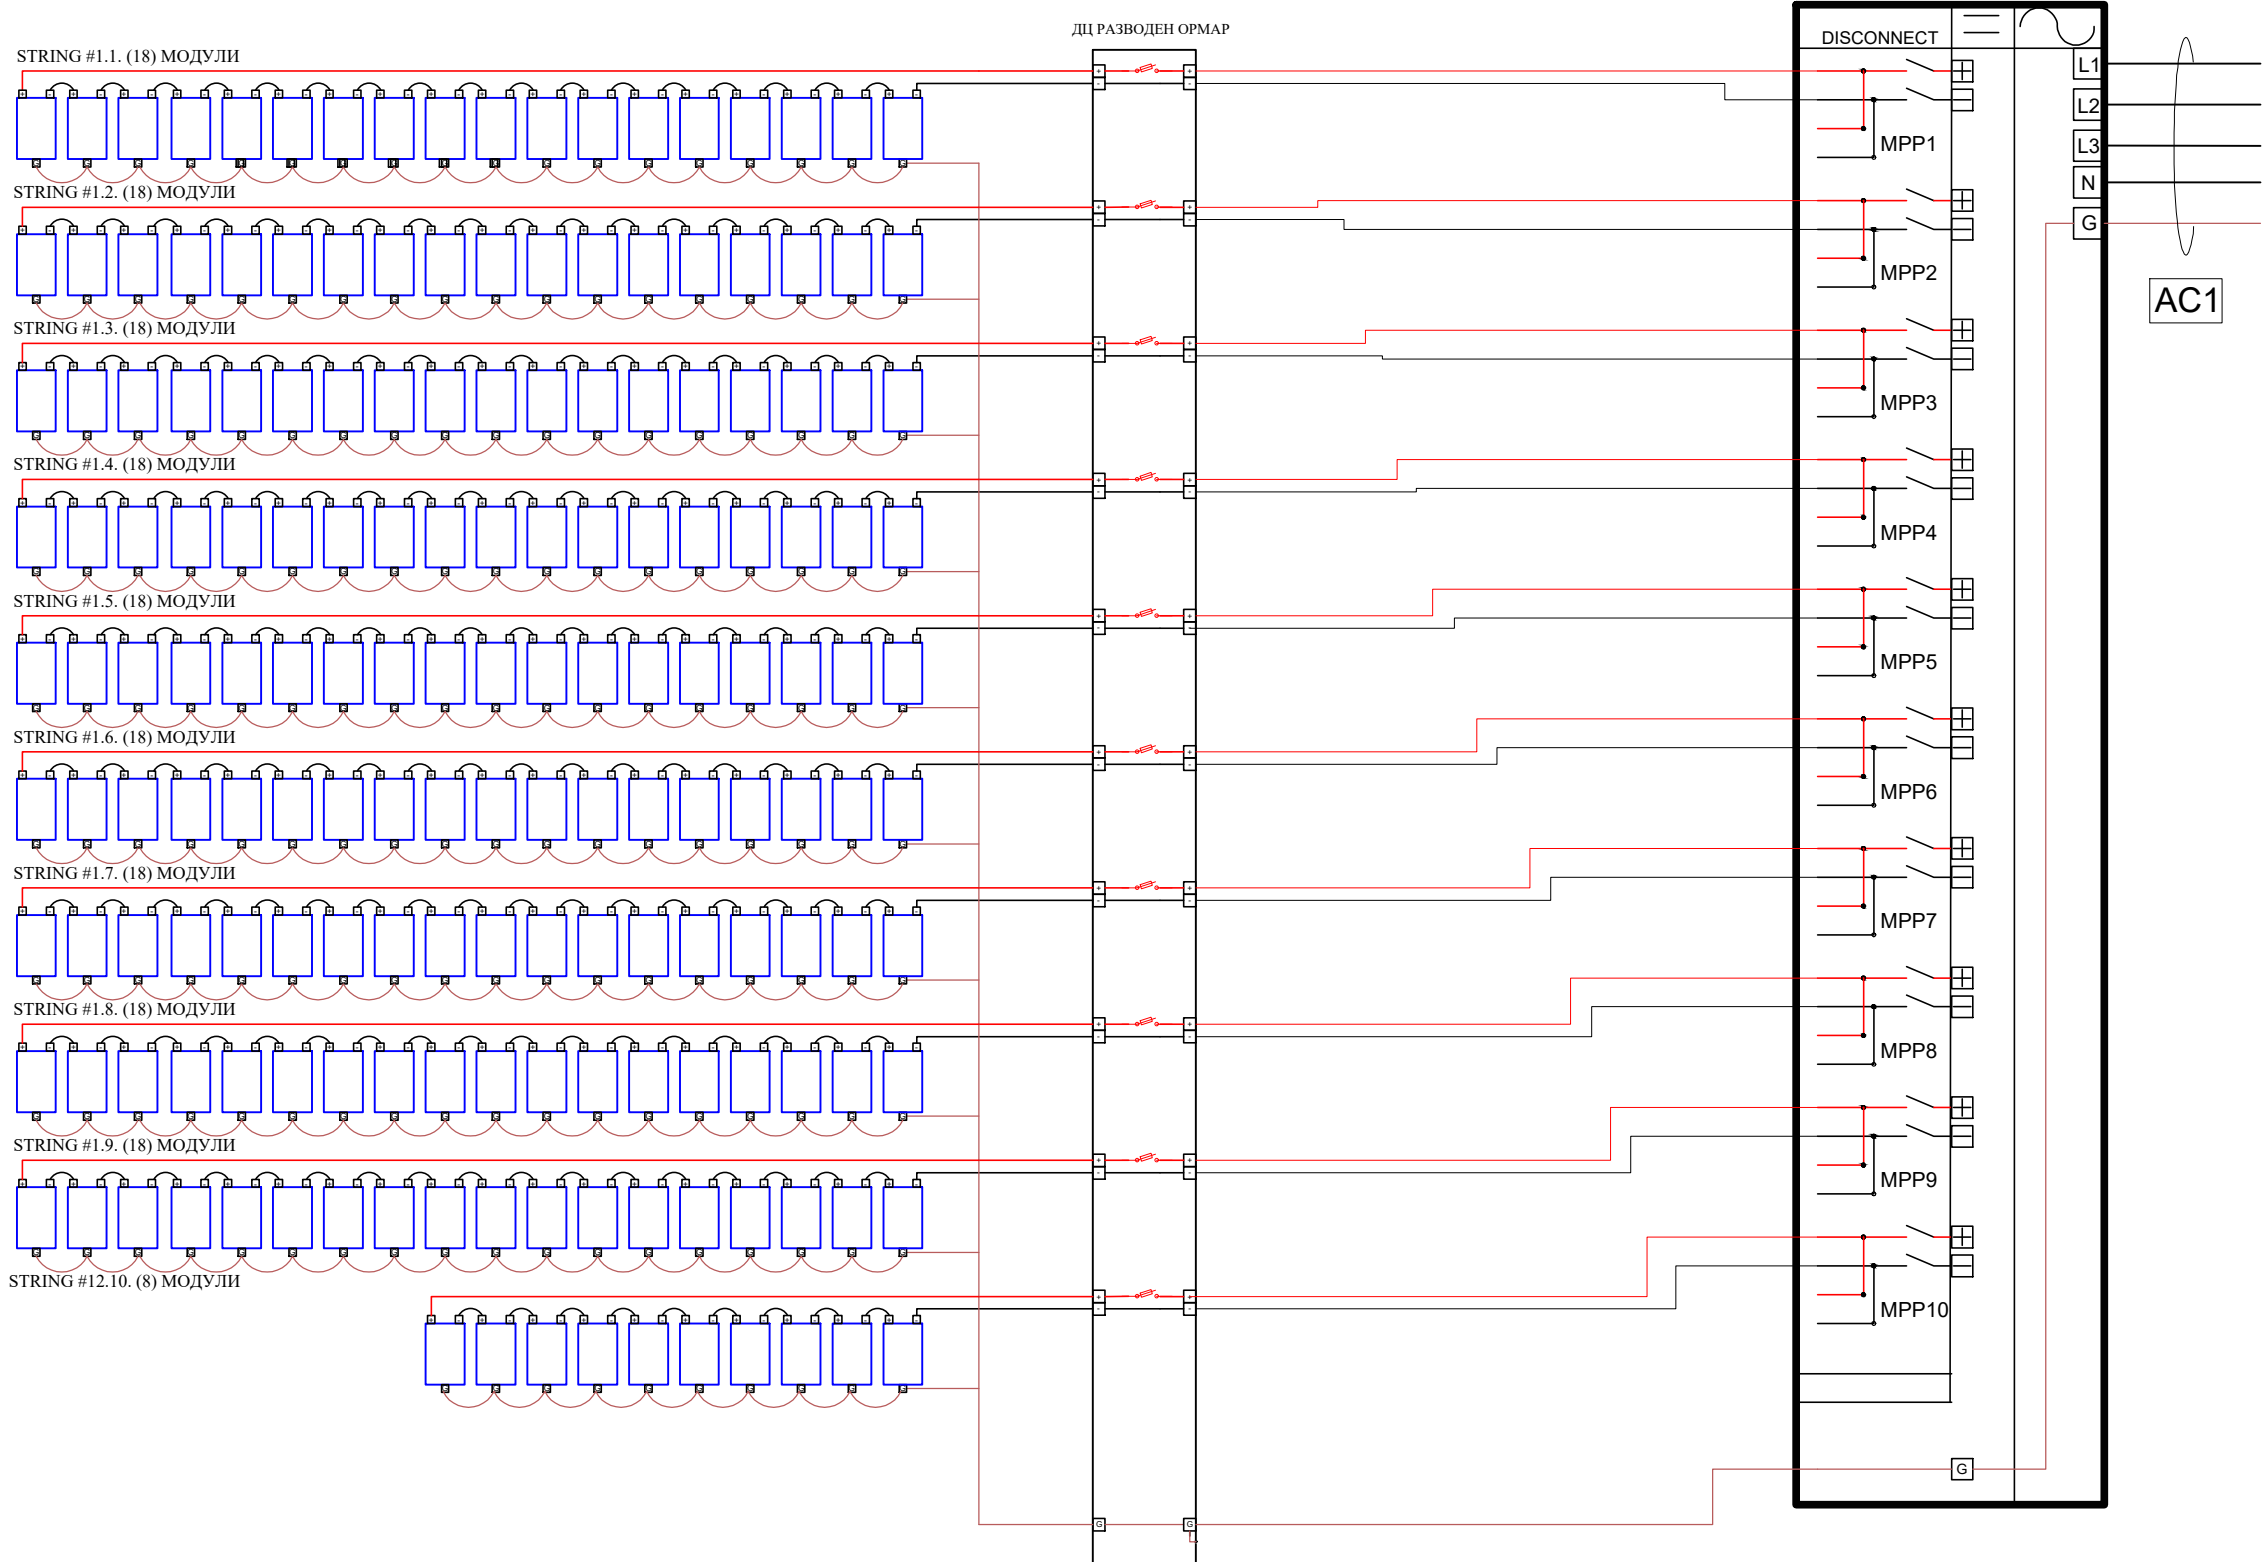 ДЦ РАЗВОДЕН ОРМАР
DISCONNECT
STRING #1.1. (18) МОДУЛИ
L1
L2
MPP1
L3
STRING #1.2. (18) МОДУЛИ
N
G
MPP2
AC1
STRING #1.3. (18) МОДУЛИ
MPP3
STRING #1.4. (18) МОДУЛИ
MPP4
STRING #1.5. (18) МОДУЛИ
MPP5
STRING #1.6. (18) МОДУЛИ
MPP6
STRING #1.7. (18) МОДУЛИ
MPP7
STRING #1.8. (18) МОДУЛИ
MPP8
STRING #1.9. (18) МОДУЛИ
MPP9
STRING #12.10. (8) МОДУЛИ
MPP10
G
G
G